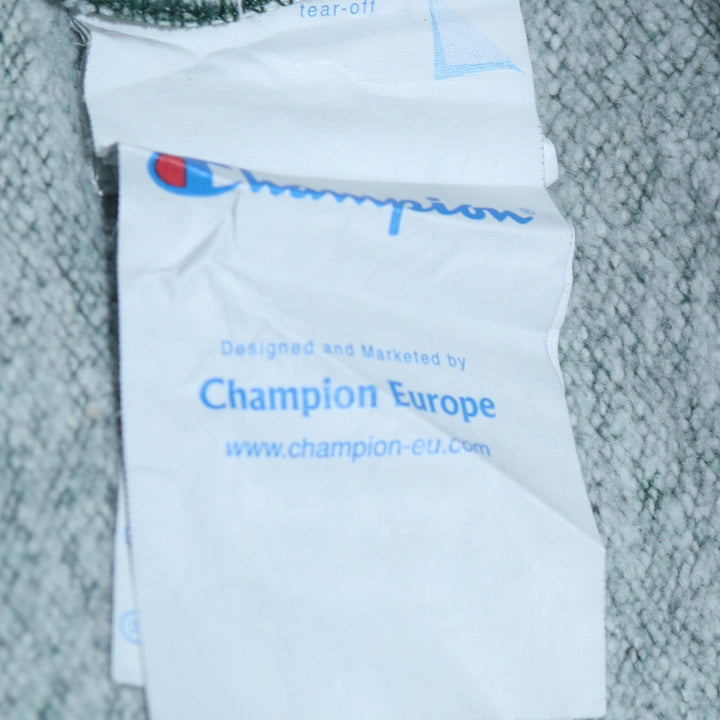 tear-off
Champion®
Designed and Marketed by
Champion Europe
www.champion-eu.com